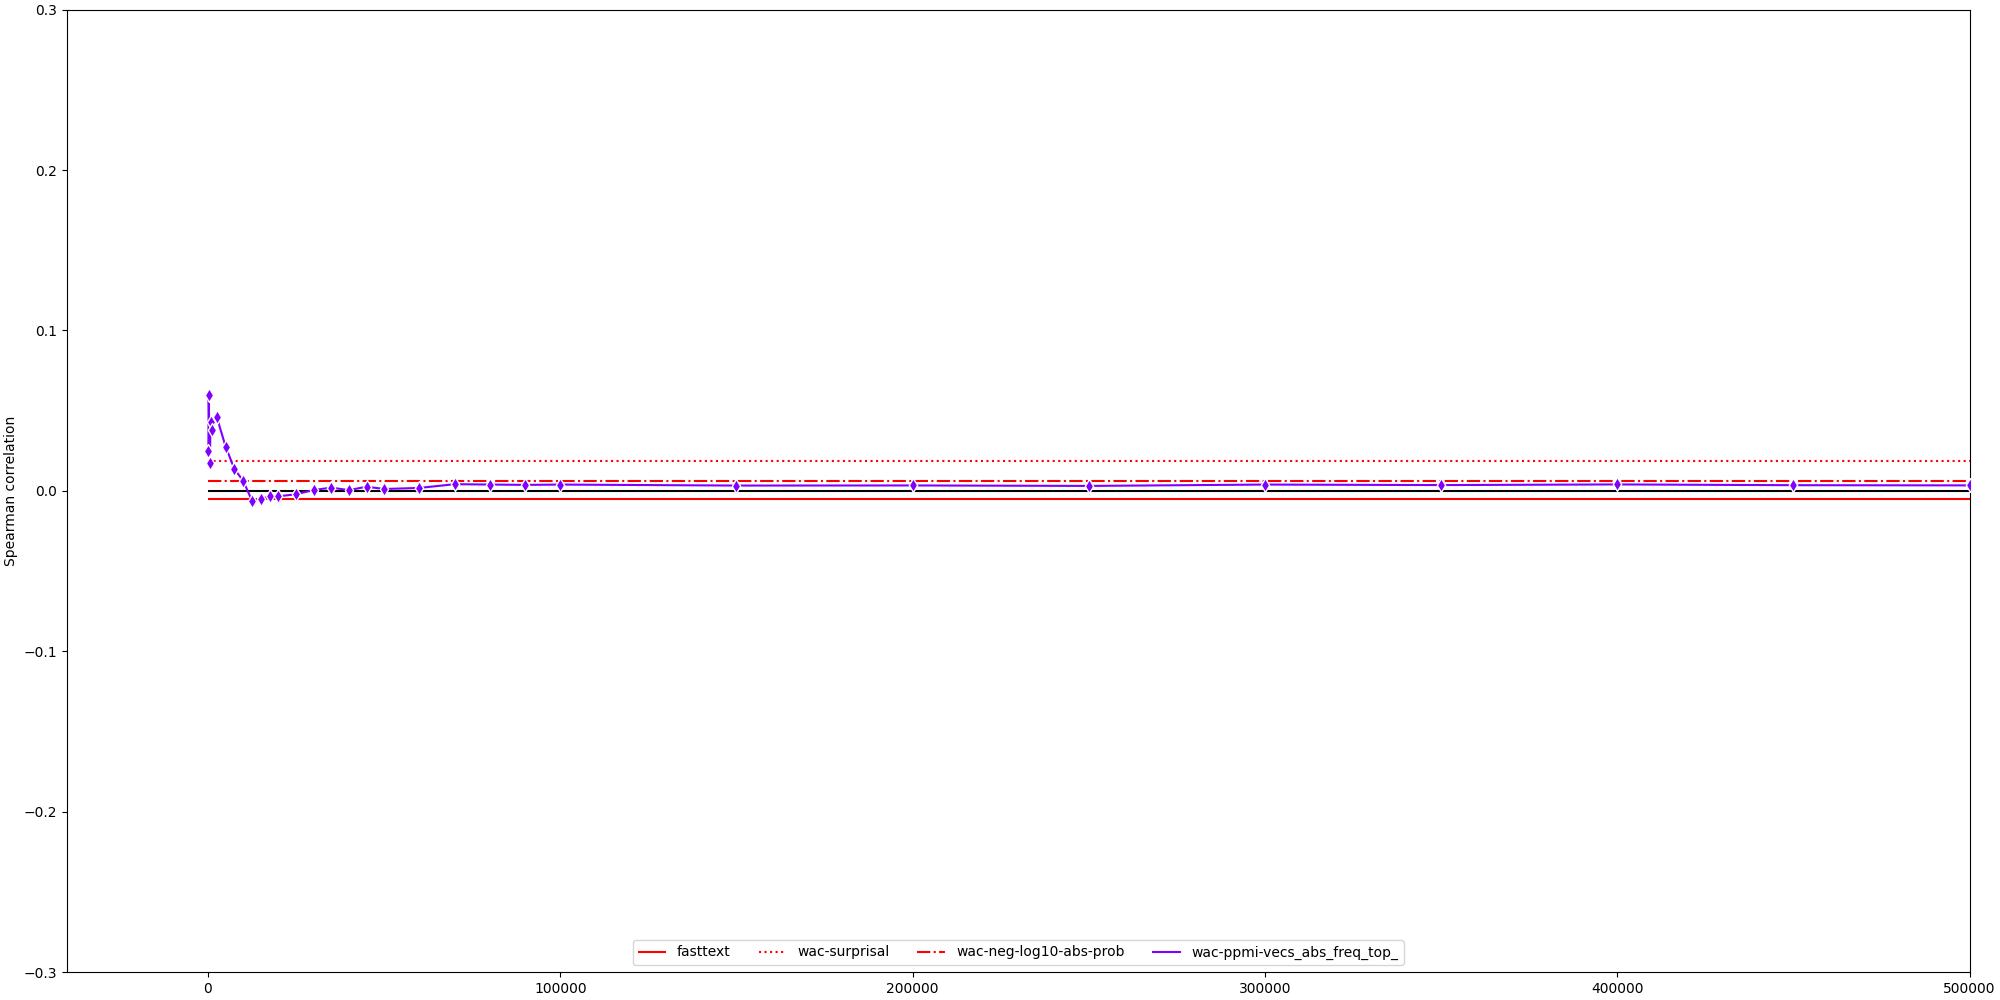 0.3
0.2
0.1
0.0
−0.1
−0.2
−0.3
Spearman correlation
fasttext wac-surprisal wac-neg-log10-abs-prob wac-ppmi-vecs_abs_freq_top_
0 100000 200000 300000 400000 500000